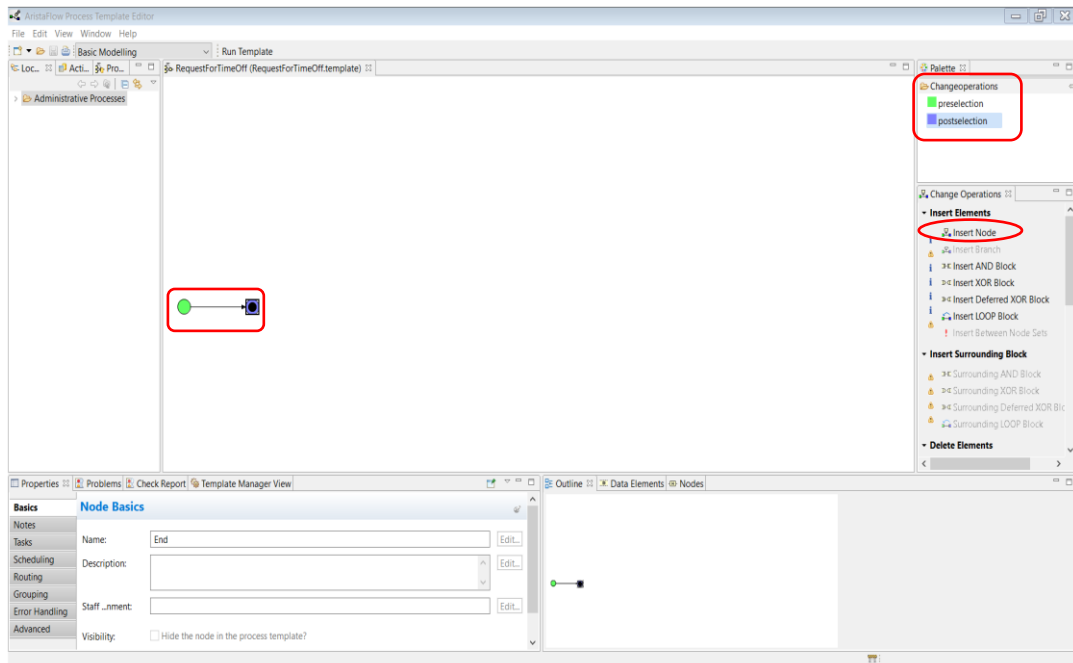 AristaFlow Process Template Editor
File Edit View Window Help
Basic Modelling Run Template
Loc... Acti... Pro...
Administrative Processes
RequestForTimeOff (RequestForTimeOff.template)
Palette
Changeoperations
preselection
postselection
Change Operations
Insert Elements
Insert Node
Insert Branch
Insert AND Block
Insert XOR Block
Insert Deferred XOR Block
Insert LOOP Block
Insert Between Node Sets
Insert Surrounding Block
Surrounding AND Block
Surrounding XOR Block
Surrounding Deferred XOR Blc
Surrounding LOOP Block
Delete Elements
Properties Problems Check Report Template Manager View
Basics
Notes
Tasks
Scheduling
Routing
Grouping
Error Handling
Advanced
Node Basics
Name: End Edit...
Description: Edit...
Staff ...nment: Edit...
Visibility: Hide the node in the process template?
Outline Data Elements Nodes